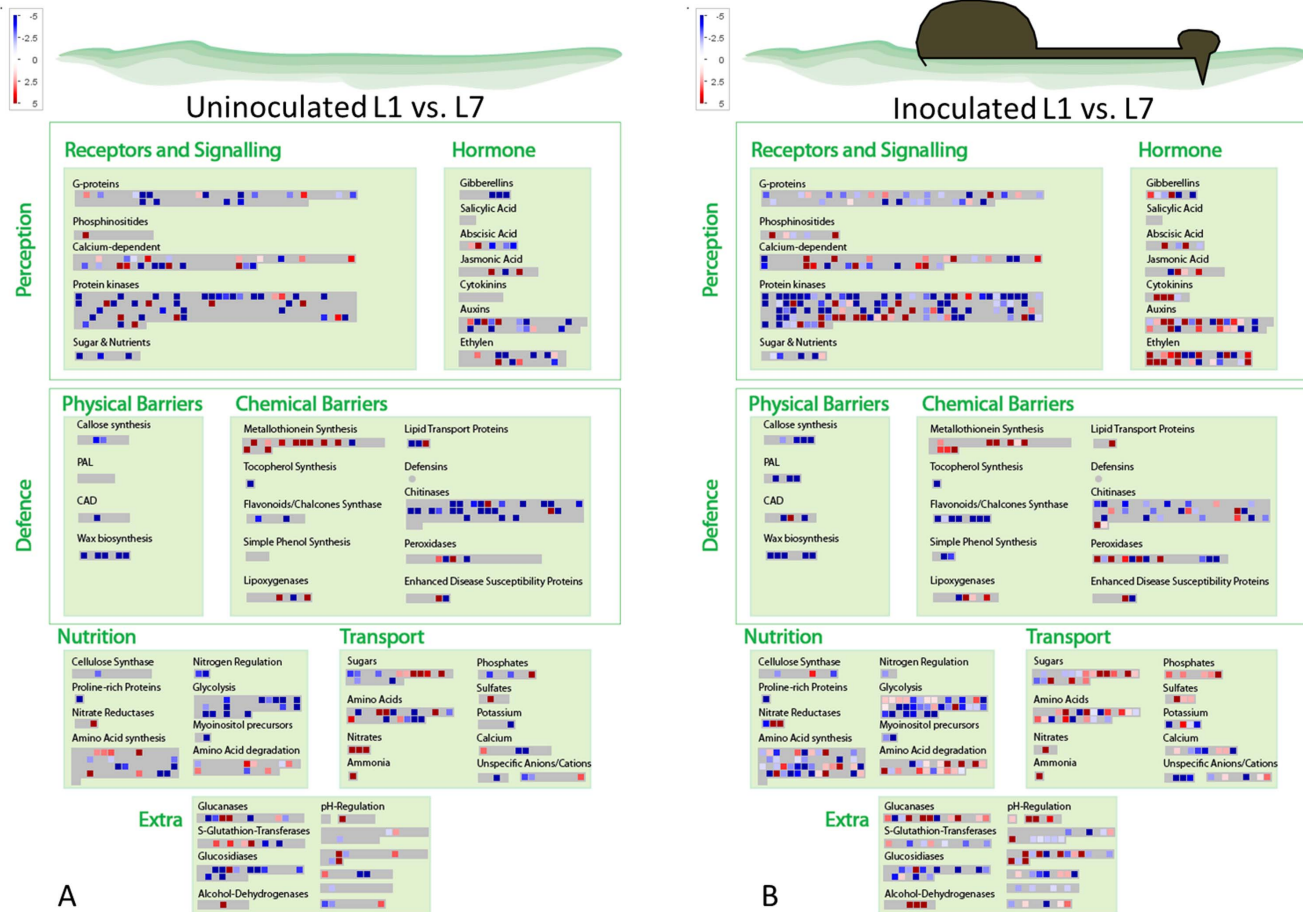 -5
-2.5
0
2.5
5
Uninoculated L1 vs. L7
Perception
Receptors and Signalling
G-proteins
Phosphinositides
Calcium-dependent
Protein kinases
Sugar & Nutrients
Hormone
Gibberellins
Salicylic Acid
Abscisic Acid
Jasmonic Acid
Cytokinins
Auxins
Ethylen
Defence
Physical Barriers
Callose synthesis
PAL
CAD
Wax biosynthesis
Chemical Barriers
Metallothionein Synthesis
Tocopherol Synthesis
Flavonoids/Chalcones Synthase
Simple Phenol Synthesis
Lipoxygenases
Lipid Transport Proteins
Defensins
Chitinases
Peroxidases
Enhanced Disease Susceptibility Proteins
Nutrition
Cellulose Synthase
Proline-rich Proteins
Nitrate Reductases
Amino Acid synthesis
Nitrogen Regulation
Glycolysis
Myoinositol precursors
Amino Acid degradation
Transport
Sugars
Amino Acids
Nitrates
Ammonia
Phosphates
Sulfates
Potassium
Calcium
Unspecific Anions/Cations
Extra
Glucanases
S-Glutathion-Transferases
Glucosidiases
Alcohol-Dehydrogenases
pH-Regulation
A
-5
-2.5
0
2.5
5
Inoculated L1 vs. L7
Perception
Receptors and Signalling
G-proteins
Phosphinositides
Calcium-dependent
Protein kinases
Sugar & Nutrients
Hormone
Gibberellins
Salicylic Acid
Abscisic Acid
Jasmonic Acid
Cytokinins
Auxins
Ethylen
Defence
Physical Barriers
Callose synthesis
PAL
CAD
Wax biosynthesis
Chemical Barriers
Metallothionein Synthesis
Tocopherol Synthesis
Flavonoids/Chalcones Synthase
Simple Phenol Synthesis
Lipoxygenases
Lipid Transport Proteins
Defensins
Chitinases
Peroxidases
Enhanced Disease Susceptibility Proteins
Nutrition
Cellulose Synthase
Proline-rich Proteins
Nitrate Reductases
Amino Acid synthesis
Nitrogen Regulation
Glycolysis
Myoinositol precursors
Amino Acid degradation
Transport
Sugars
Amino Acids
Nitrates
Ammonia
Phosphates
Sulfates
Potassium
Calcium
Unspecific Anions/Cations
Extra
Glucanases
S-Glutathion-Transferases
Glucosidiases
Alcohol-Dehydrogenases
pH-Regulation
B